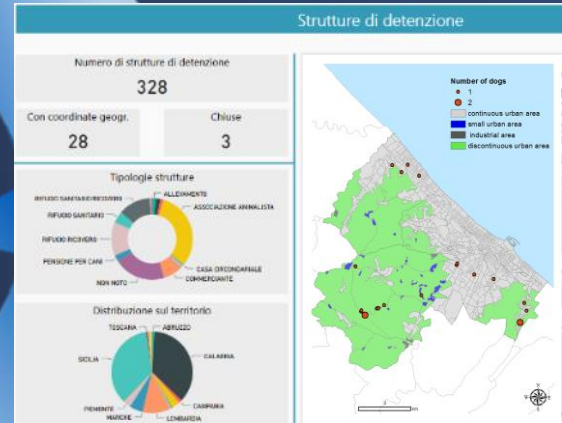 Strutture di detenzione
Numero di strutture di detenzione
328
Con coordinate geogr.
28
Chiuse
3
Tipologie strutture
RIFUGIO SANITARIO/RICOVERO
ALLEVAMENTO
ASSOCIAZIONE ANIMALISTA
RIFUGIO SANITARIO
RIFUGIO RICOVERO
PENSIONE PER CANI
NON NOTO
CASA CIRCONDARIALE
COMMERCIANTE
Distribuzione sul territorio
TOSCANA
ABRUZZO
SICILIA
CALABRIA
PIEMONTE
MARCHE
LOMBARDIA
CAMPANIA
Number of dogs
1
2
continuous urban area
small urban area
industrial area
discontinuous urban area